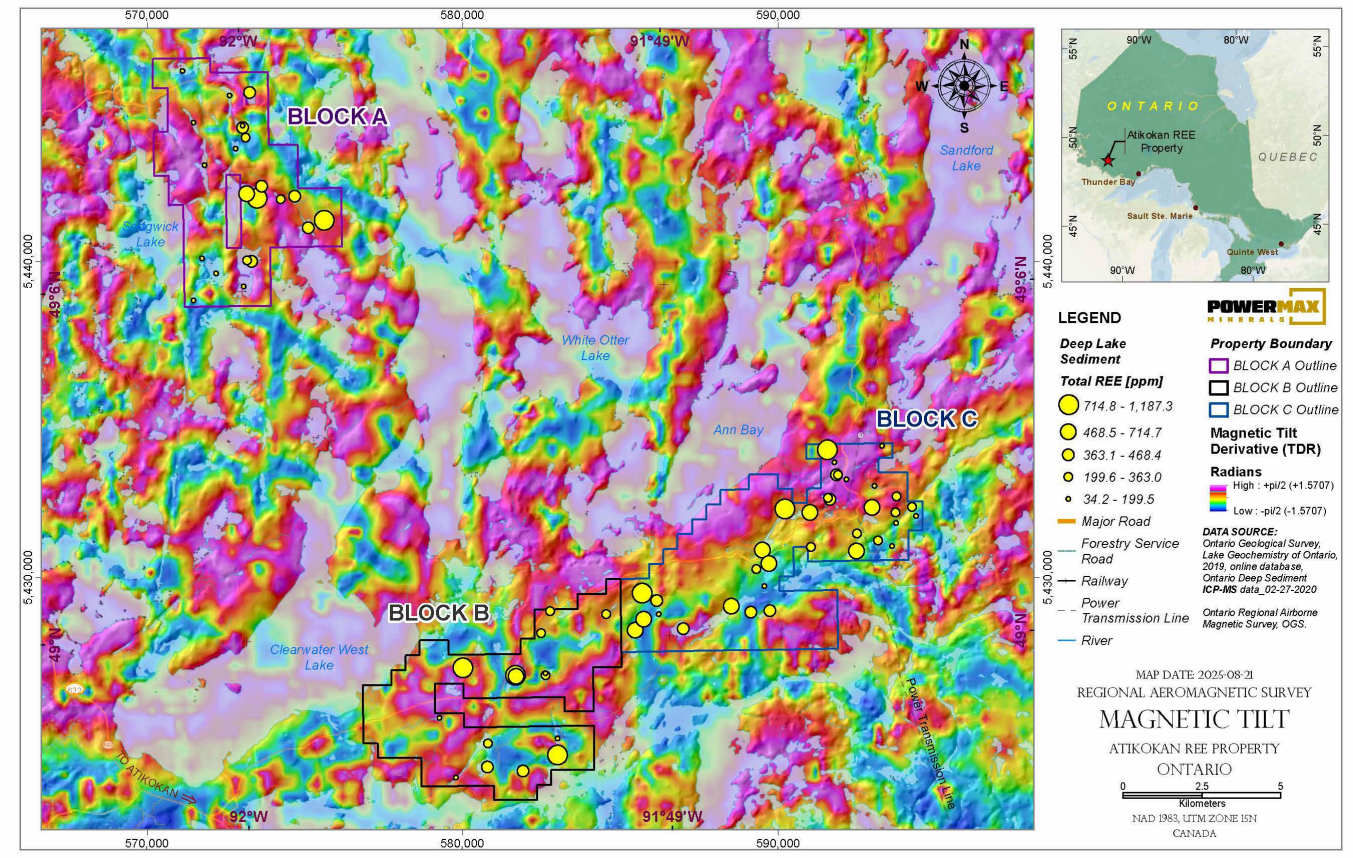 570,000
580,000
590,000
92°W
91°49'W
N
W
E
S
BLOCK A
Sandford
Lake
Sedgwick
Lake
5,440,000
49°6'N
49°6'N
5,440,000
White Otter
Lake
Ann Bay
BLOCK C
5,430,000
49°N
5,430,000
49°N
BLOCK B
Clearwater West
Lake
623
TO ATIKOKAN
Power Transmission Line
92°W
91°49'W
570,000
580,000
590,000
90°W
80°W
55°N
55°N
ONTARIO
50°N
50°N
Atikokan REE
Property
QUEBEC
Thunder Bay
Sault Ste. Marie
45°N
45°N
Quinte West
90°W
80°W
POWERMAX
MINERALS
LEGEND
Deep Lake
Sediment
Total REE [ppm]
714.8 - 1,187.3
468.5 - 714.7
363.1 - 468.4
199.6 - 363.0
34.2 - 199.5
Major Road
Forestry Service
Road
Railway
Power
Transmission Line
River
Property Boundary
BLOCK A Outline
BLOCK B Outline
BLOCK C Outline
Magnetic Tilt
Derivative (TDR)
Radians
High : +pi/2 (+1.5707)
Low : -pi/2 (-1.5707)
DATA SOURCE:
Ontario Geological Survey,
Lake Geochemistry of Ontario,
2019, online database,
Ontario Deep Sediment
ICP-MS data_02-27-2020
Ontario Regional Airborne
Magnetic Survey, OGS.
MAP DATE: 2025-08-21
REGIONAL AEROMAGNETIC SURVEY
MAGNETIC TILT
ATIKOKAN REE PROPERTY
ONTARIO
0 2.5 5
Kilometers
NAD 1983, UTM ZONE 15N
CANADA